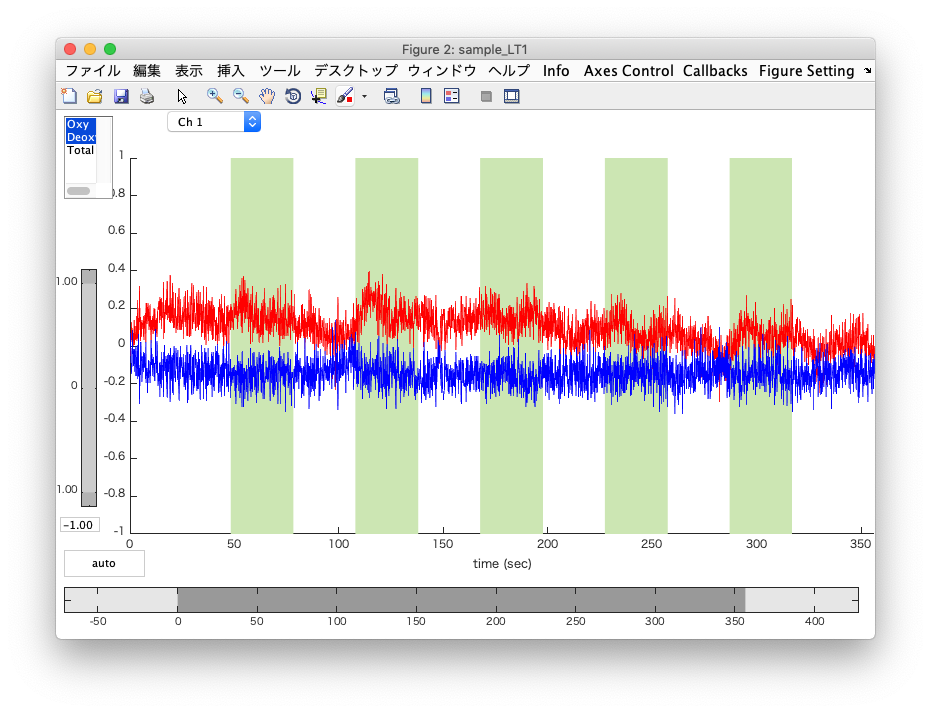 Figure 2: sample_LT1
ファイル 編集 表示 挿入 ツール デスクトップ ウィンドウ ヘルプ Info Axes Control Callbacks Figure Setting
Oxy
Deoxy
Total
Ch 1
1
0.8
0.6
0.4
0.2
0
-0.2
-0.4
-0.6
-0.8
-1
1.00
0
1.00
-1.00
0 50 100 150 200 250 300 350
time (sec)
auto
-50 0 50 100 150 200 250 300 350 400